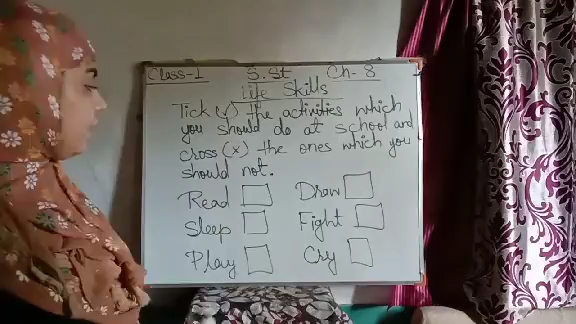 Class-1 S.St Ch-8
Life Skills
Tick (✓) the activities which
you should do at school and
cross (×) the ones which you
should not.
Read Draw
Sleep Fight
Play Cry